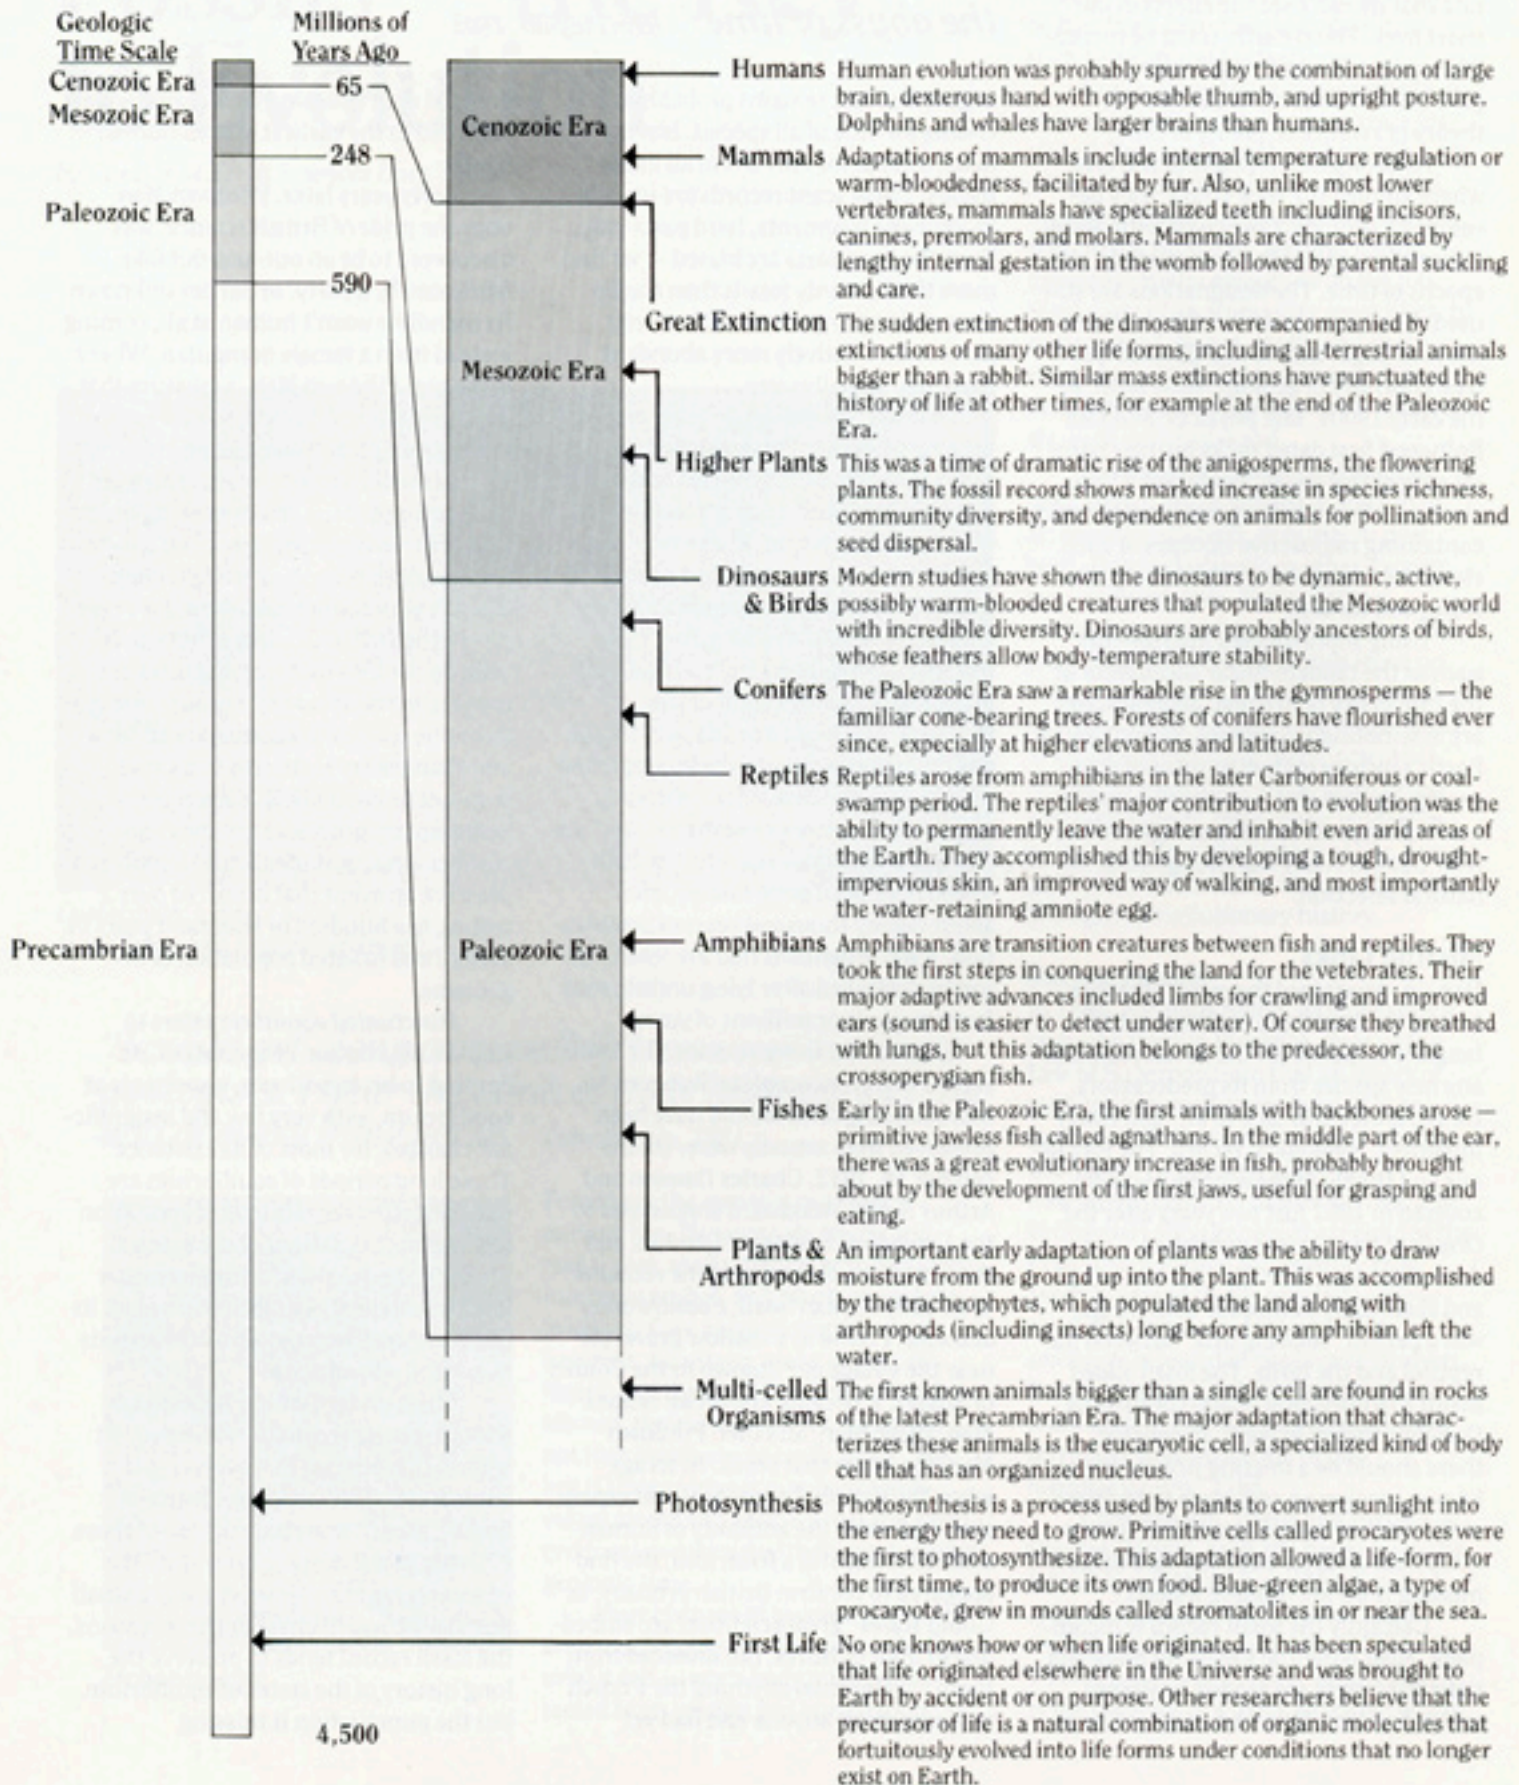 Geologic
Time Scale
Millions of
Years Ago
Cenozoic Era
Mesozoic Era
Paleozoic Era
Precambrian Era
65
248
590
4,500
Cenozoic Era
Mesozoic Era
Paleozoic Era
Humans Human evolution was probably spurred by the combination of large
brain, dexterous hand with opposable thumb, and upright posture.
Dolphins and whales have larger brains than humans.
Mammals Adaptations of mammals include internal temperature regulation or
warm-bloodedness, facilitated by fur. Also, unlike most lower
vertebrates, mammals have specialized teeth including incisors,
canines, premolars, and molars. Mammals are characterized by
lengthy internal gestation in the womb followed by parental suckling
and care.
Great Extinction The sudden extinction of the dinosaurs were accompanied by
extinctions of many other life forms, including all-terrestrial animals
bigger than a rabbit. Similar mass extinctions have punctuated the
history of life at other times, for example at the end of the Paleozoic
Era.
Higher Plants This was a time of dramatic rise of the anigosperms, the flowering
plants. The fossil record shows marked increase in species richness,
community diversity, and dependence on animals for pollination and
seed dispersal.
Dinosaurs Modern studies have shown the dinosaurs to be dynamic, active,
& Birds possibly warm-blooded creatures that populated the Mesozoic world
with incredible diversity. Dinosaurs are probably ancestors of birds,
whose feathers allow body-temperature stability.
Conifers The Paleozoic Era saw a remarkable rise in the gymnosperms — the
familiar cone-bearing trees. Forests of conifers have flourished ever
since, especially at higher elevations and latitudes.
Reptiles Reptiles arose from amphibians in the later Carboniferous or coal-
swamp period. The reptiles' major contribution to evolution was the
ability to permanently leave the water and inhabit even arid areas of
the Earth. They accomplished this by developing a tough, drought-
impervious skin, an improved way of walking, and most importantly
the water-retaining amniote egg.
Amphibians Amphibians are transition creatures between fish and reptiles. They
took the first steps in conquering the land for the vetebrates. Their
major adaptive advances included limbs for crawling and improved
ears (sound is easier to detect under water). Of course they breathed
with lungs, but this adaptation belongs to the predecessor, the
crossoperygian fish.
Fishes Early in the Paleozoic Era, the first animals with backbones arose —
primitive jawless fish called agnathans. In the middle part of the ear,
there was a great evolutionary increase in fish, probably brought
about by the development of the first jaws, useful for grasping and
eating.
Plants & An important early adaptation of plants was the ability to draw
Arthropods moisture from the ground up into the plant. This was accomplished
by the tracheophytes, which populated the land along with
arthropods (including insects) long before any amphibian left the
water.
Multi-celled The first known animals bigger than a single cell are found in rocks
Organisms of the latest Precambrian Era. The major adaptation that charac-
terizes these animals is the eucaryotic cell, a specialized kind of body
cell that has an organized nucleus.
Photosynthesis Photosynthesis is a process used by plants to convert sunlight into
the energy they need to grow. Primitive cells called procaryotes were
the first to photosynthesize. This adaptation allowed a life-form, for
the first time, to produce its own food. Blue-green algae, a type of
procaryote, grew in mounds called stromatolites in or near the sea.
First Life No one knows how or when life originated. It has been speculated
that life originated elsewhere in the Universe and was brought to
Earth by accident or on purpose. Other researchers believe that the
precursor of life is a natural combination of organic molecules that
fortuitously evolved into life forms under conditions that no longer
exist on Earth.